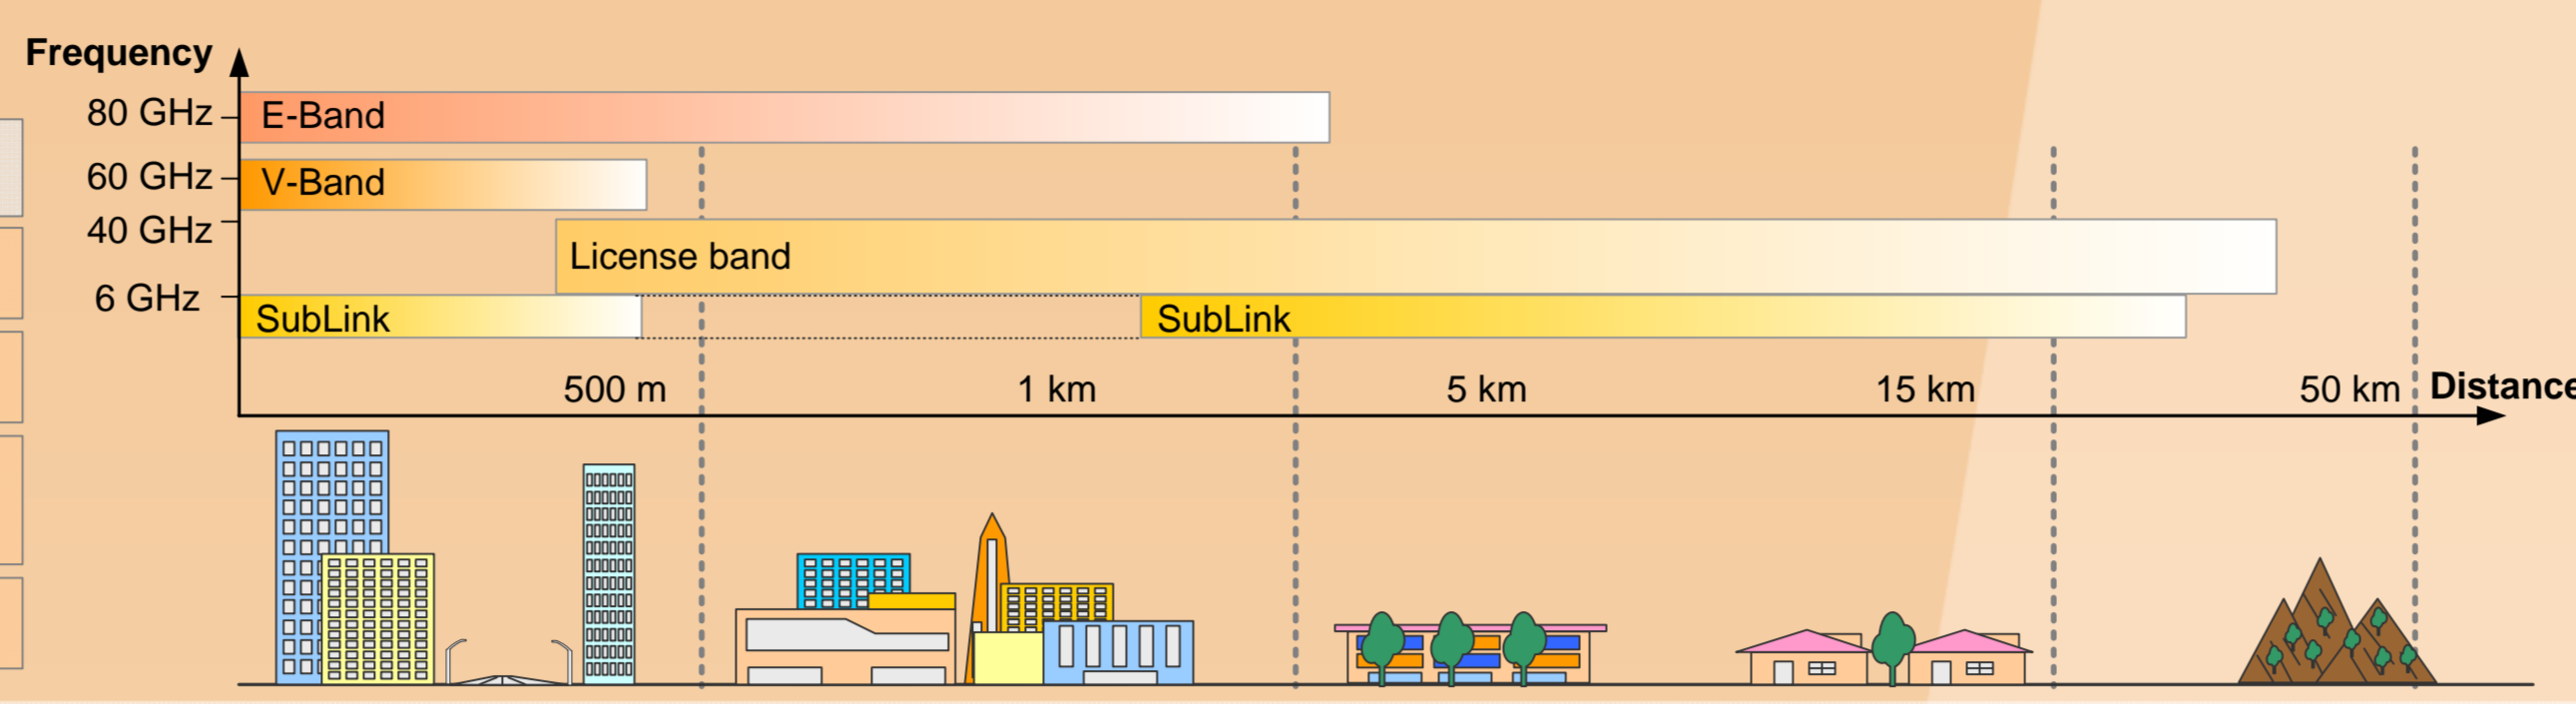 Frequency
80 GHz
E-Band
60 GHz
V-Band
40 GHz
License band
6 GHz
SubLink
SubLink
500 m
1 km
5 km
15 km
50 km
Distance